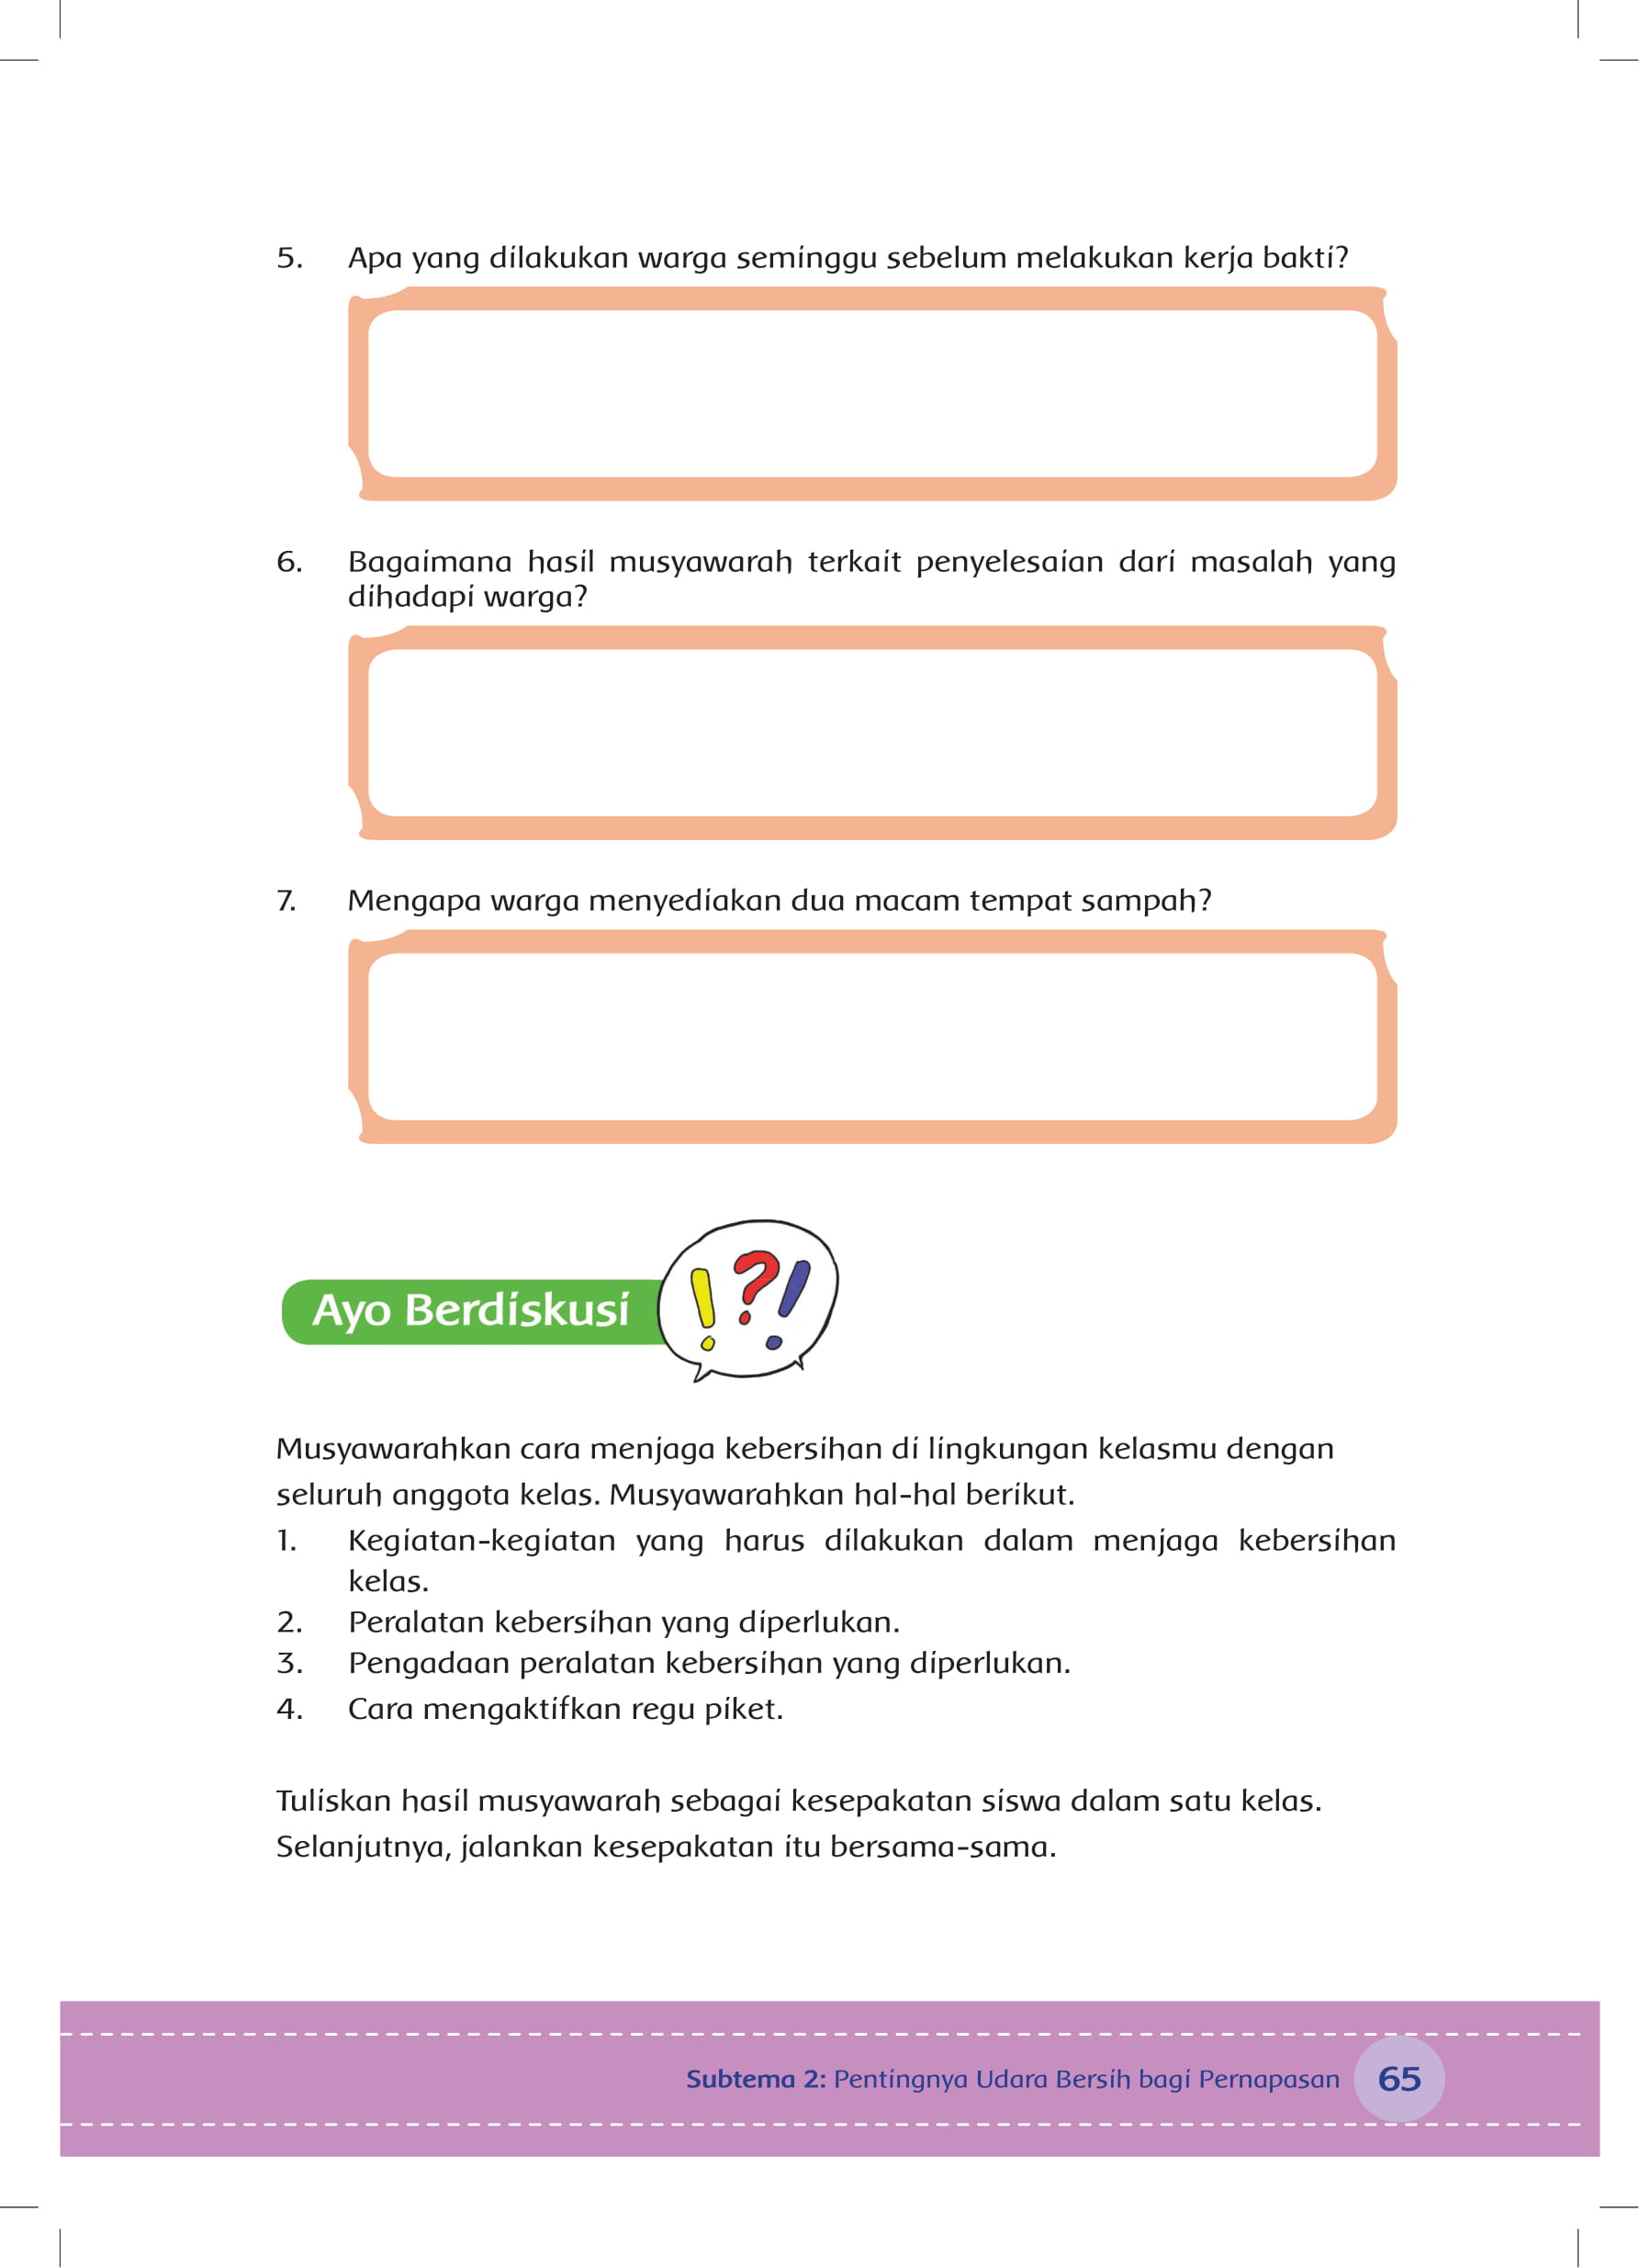 5. Apa yang dilakukan warga seminggu sebelum melakukan kerja bakti?
6. Bagaimana hasil musyawarah terkait penyelesaian dari masalah yang
dihadapi warga?
7. Mengapa warga menyediakan dua macam tempat sampah?
Ayo Berdiskusi
Musyawarahkan cara menjaga kebersihan di lingkungan kelasmu dengan
seluruh anggota kelas. Musyawarahkan hal-hal berikut.
1. Kegiatan-kegiatan yang harus dilakukan dalam menjaga kebersihan
kelas.
2. Peralatan kebersihan yang diperlukan.
3. Pengadaan peralatan kebersihan yang diperlukan.
4. Cara mengaktifkan regu piket.
Tuliskan hasil musyawarah sebagai kesepakatan siswa dalam satu kelas.
Selanjutnya, jalankan kesepakatan itu bersama-sama.
Subtema 2: Pentingnya Udara Bersih bagi Pernapasan 65